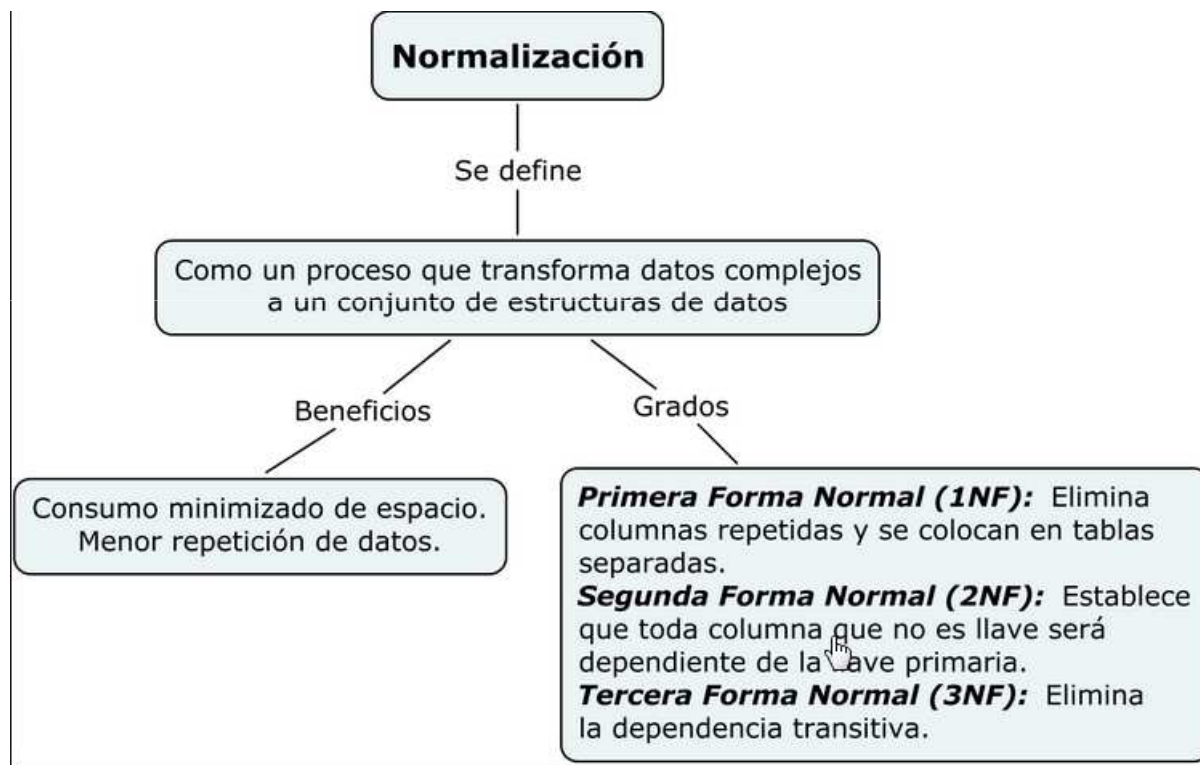 Normalización
Se define
Como un proceso que transforma datos complejos
a un conjunto de estructuras de datos
Beneficios
Grados
Consumo minimizado de espacio.
Menor repetición de datos.
Primera Forma Normal (1NF): Elimina
columnas repetidas y se colocan en tablas
separadas.
Segunda Forma Normal (2NF): Establece
que toda columna que no es llave será
dependiente de la llave primaria.
Tercera Forma Normal (3NF): Elimina
la dependencia transitiva.